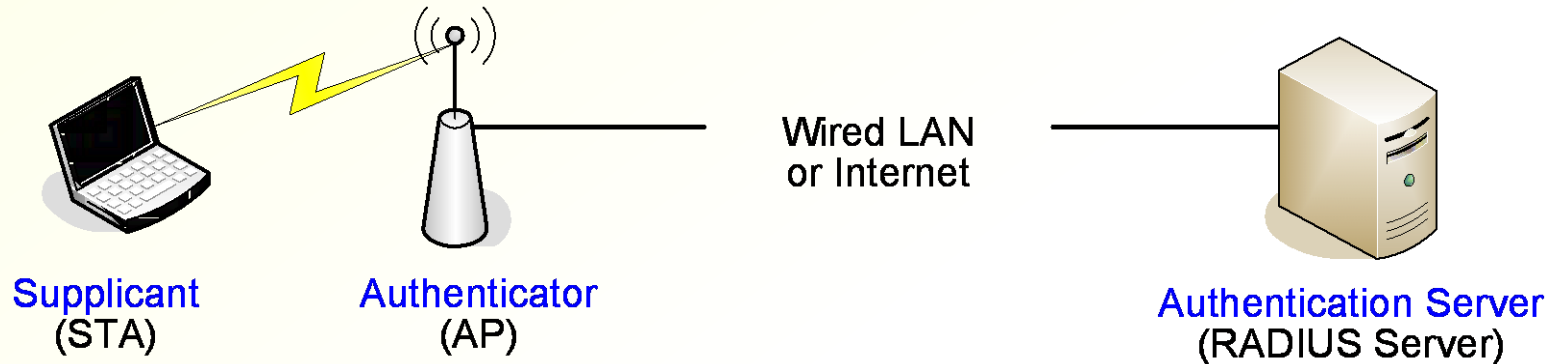 Wired LAN
or Internet
Supplicant
(STA)
Authenticator
(AP)
Authentication Server
(RADIUS Server)